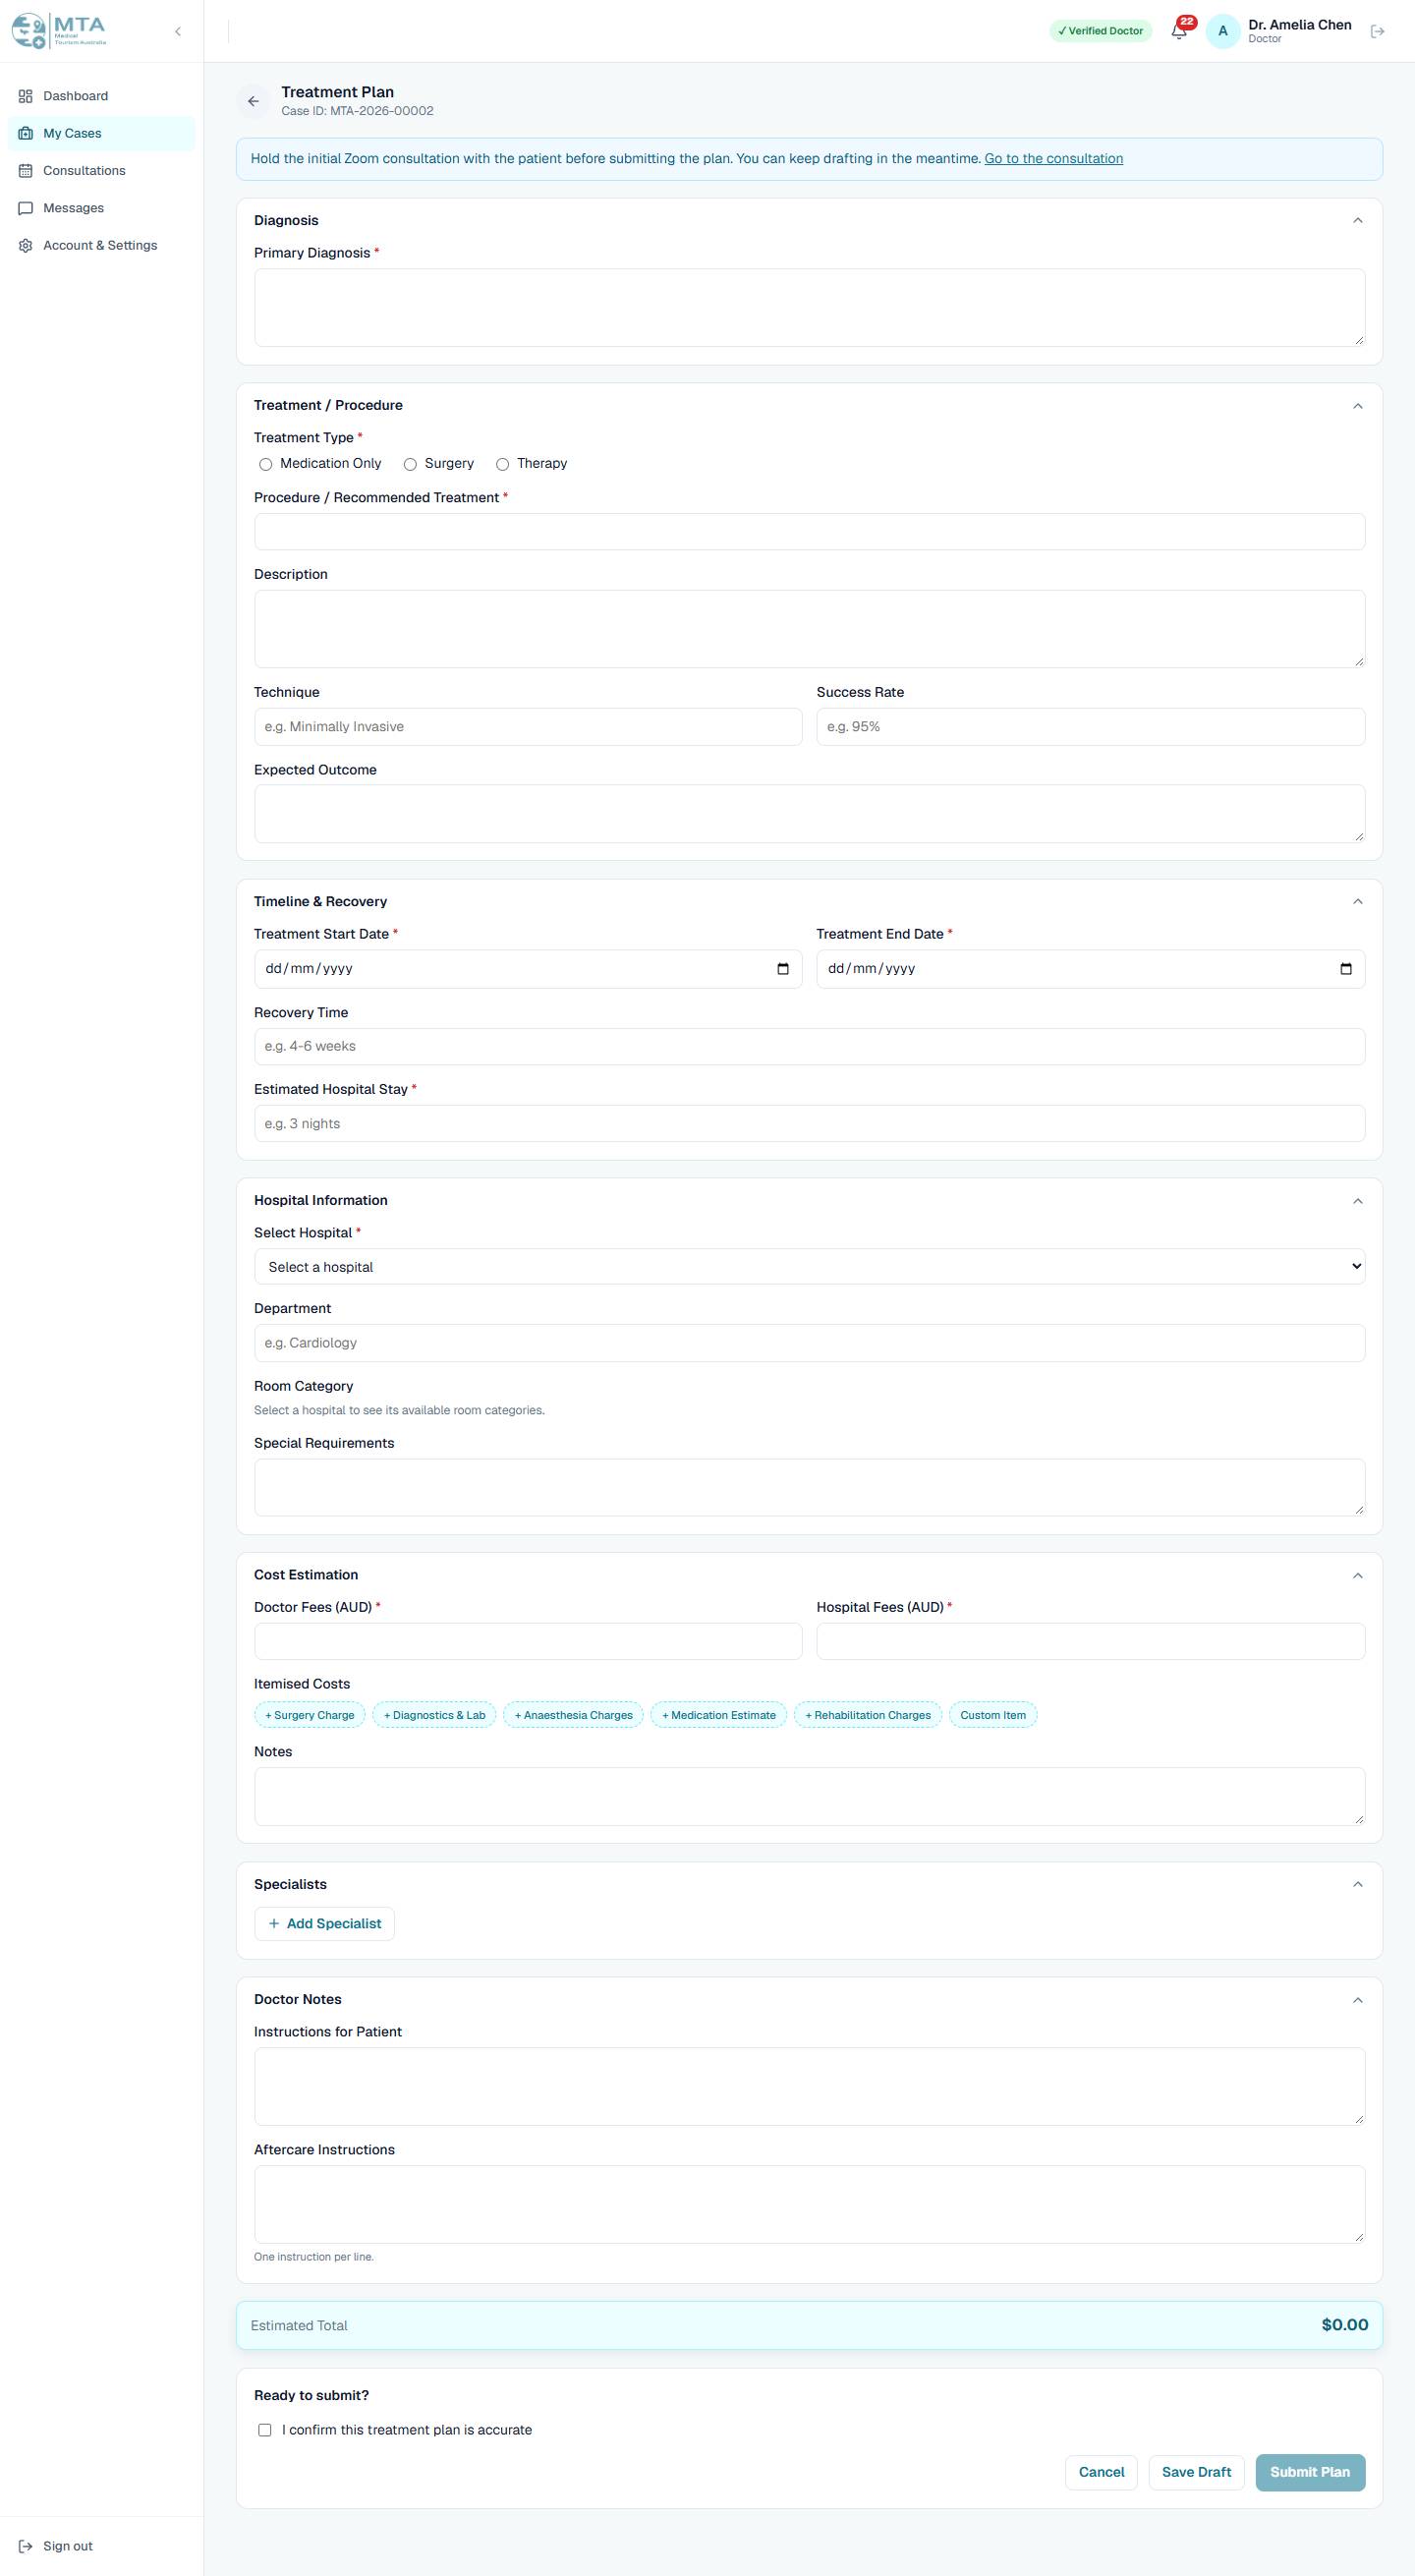 MTA
Medical
Tourism Australia
✓ Verified Doctor
22
A
Dr. Amelia Chen
Doctor
Dashboard
My Cases
Consultations
Messages
Account & Settings
Treatment Plan
Case ID: MTA-2026-00002
Hold the initial Zoom consultation with the patient before submitting the plan. You can keep drafting in the meantime. Go to the consultation
Diagnosis
Primary Diagnosis *
Treatment / Procedure
Treatment Type *
Medication Only Surgery Therapy
Procedure / Recommended Treatment *
Description
Technique Success Rate
e.g. Minimally Invasive e.g. 95%
Expected Outcome
Timeline & Recovery
Treatment Start Date * Treatment End Date *
dd/mm/yyyy dd/mm/yyyy
Recovery Time
e.g. 4-6 weeks
Estimated Hospital Stay *
e.g. 3 nights
Hospital Information
Select Hospital *
Select a hospital
Department
e.g. Cardiology
Room Category
Select a hospital to see its available room categories.
Special Requirements
Cost Estimation
Doctor Fees (AUD) * Hospital Fees (AUD) *
Itemised Costs
+ Surgery Charge + Diagnostics & Lab + Anaesthesia Charges + Medication Estimate + Rehabilitation Charges Custom Item
Notes
Specialists
+ Add Specialist
Doctor Notes
Instructions for Patient
Aftercare Instructions
One instruction per line.
Estimated Total $0.00
Ready to submit?
I confirm this treatment plan is accurate
Cancel Save Draft Submit Plan
Sign out